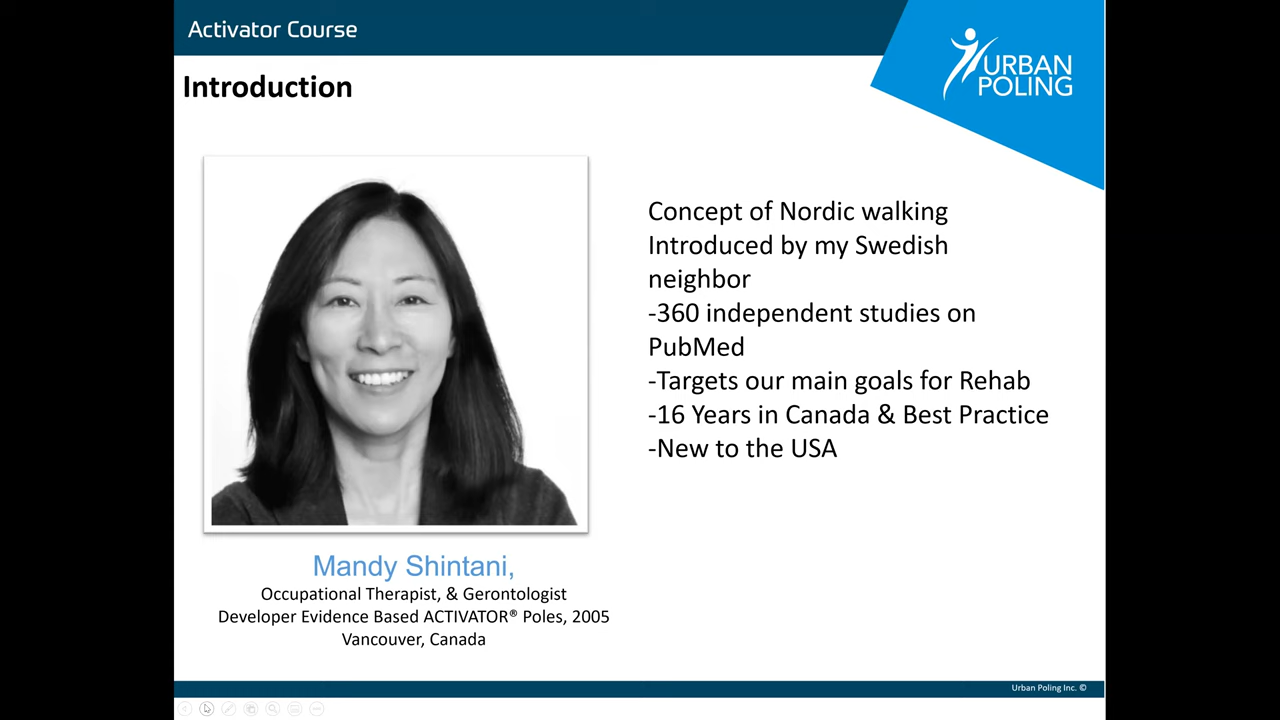 Activator Course
URBAN
POLING
Introduction
Concept of Nordic walking
Introduced by my Swedish
neighbor
-360 independent studies on
PubMed
-Targets our main goals for Rehab
-16 Years in Canada & Best Practice
-New to the USA
Mandy Shintani,
Occupational Therapist, & Gerontologist
Developer Evidence Based ACTIVATOR® Poles, 2005
Vancouver, Canada
Urban Poling Inc. ©